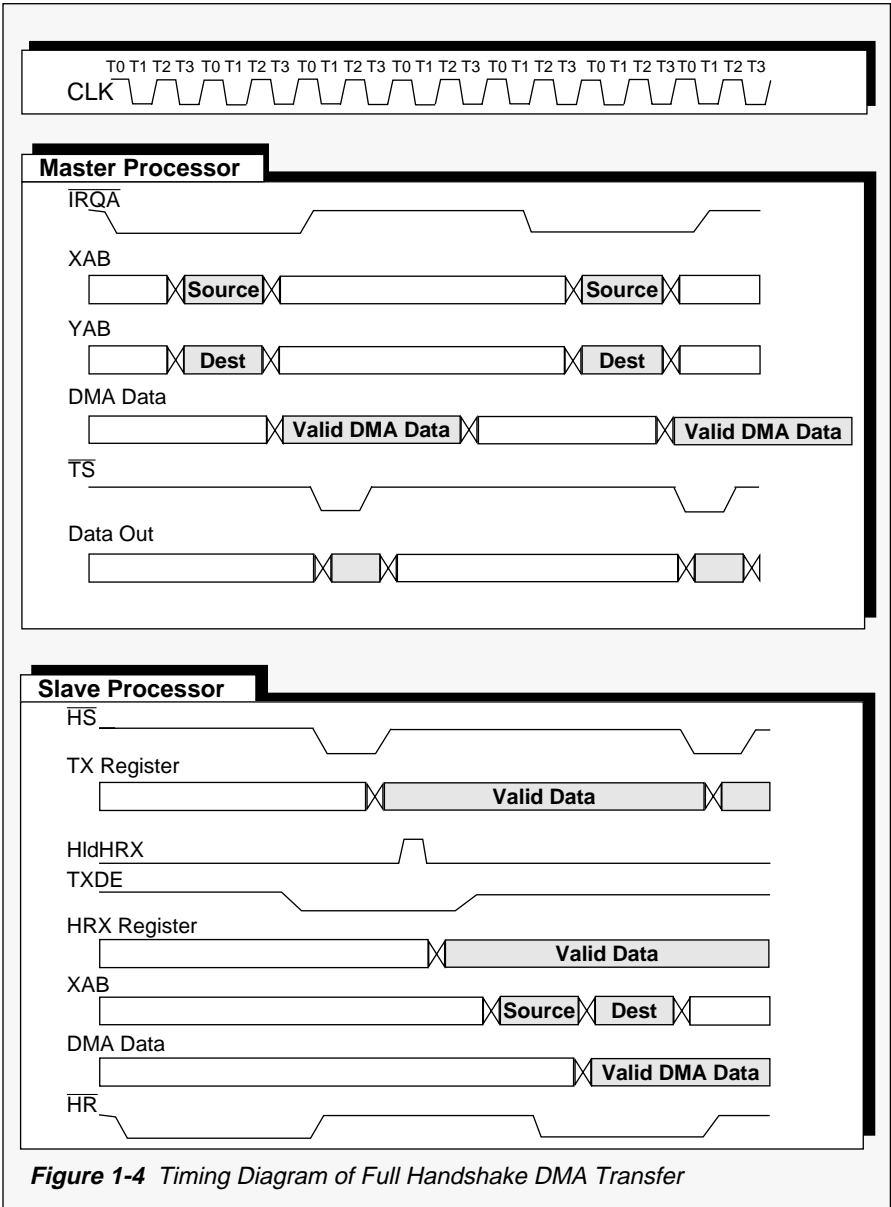 T0 T1 T2 T3 T0 T1 T2 T3 T0 T1 T2 T3 T0 T1 T2 T3 T0 T1 T2 T3 T0 T1 T2 T3 T0 T1 T2 T3
CLK
Master Processor
IRQA
XAB
Source Source
YAB
Dest Dest
DMA Data
Valid DMA Data Valid DMA Data
TS
Data Out
Slave Processor
HS
TX Register
Valid Data
HldHRX
TXDE
HRX Register
Valid Data
XAB
Source Dest
DMA Data
Valid DMA Data
HR
Figure 1-4 Timing Diagram of Full Handshake DMA Transfer